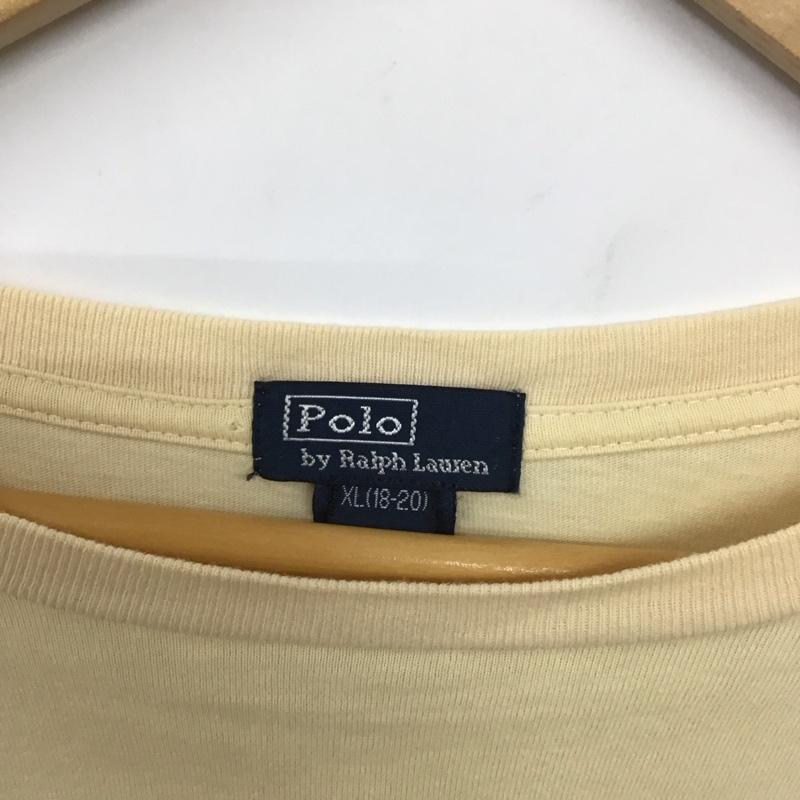 Polo
by Ralph Lauren
XL(18-20)